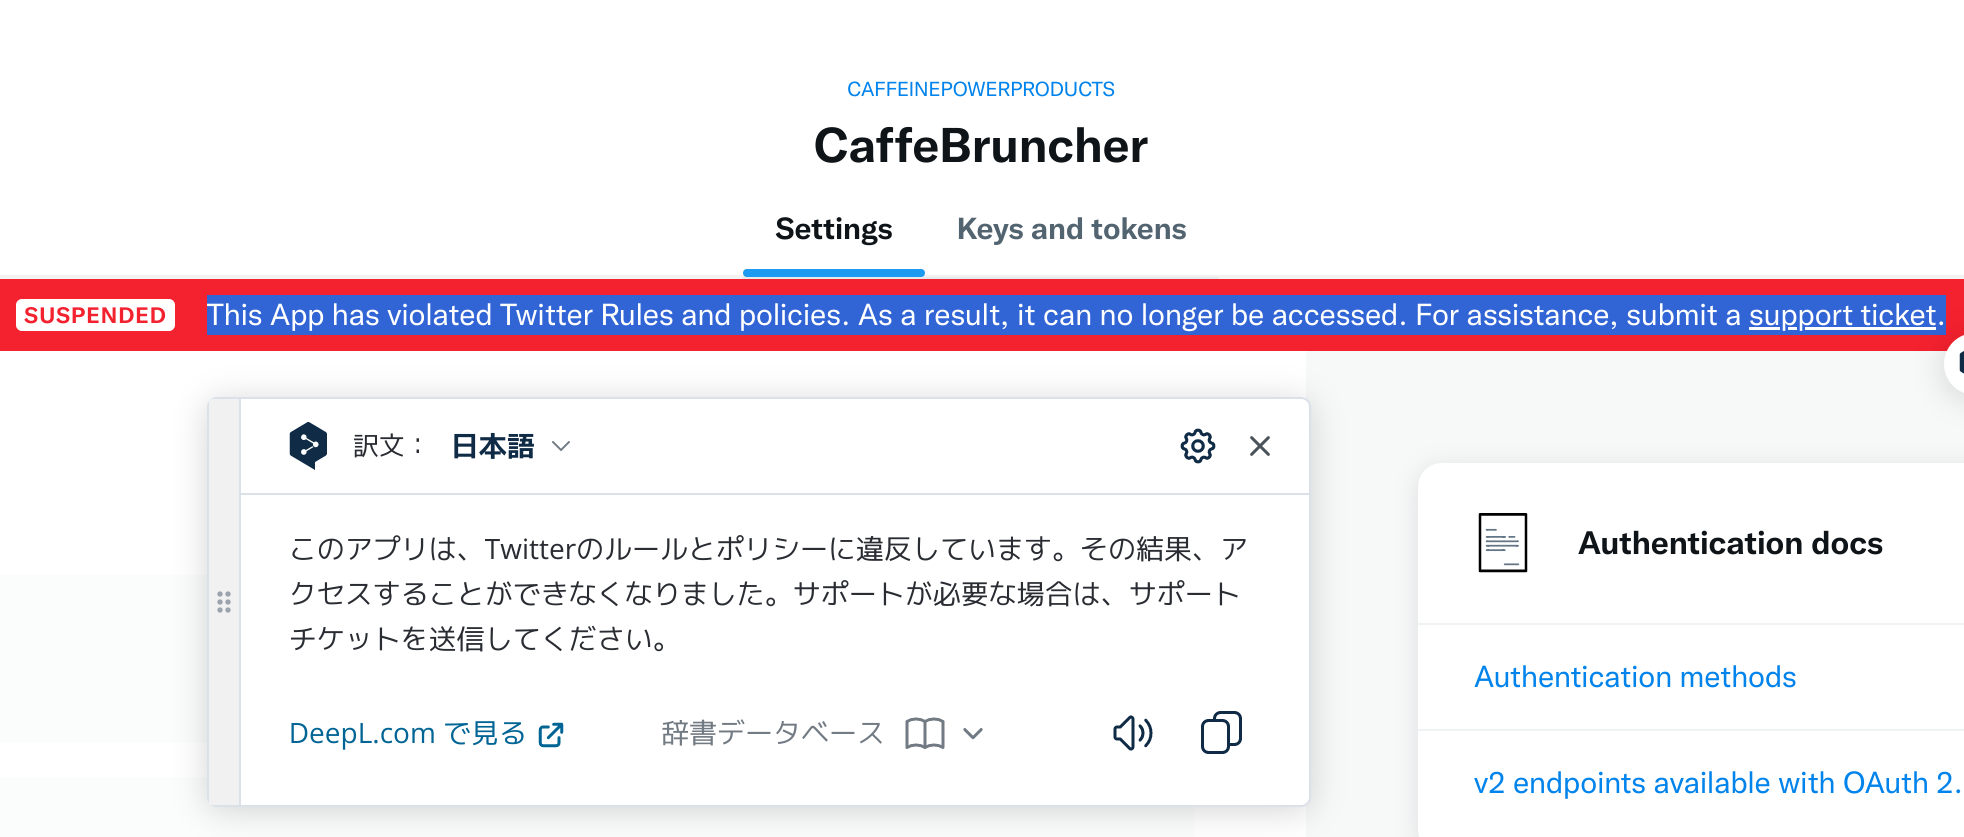 CAFFEINEPOWERPRODUCTS
CaffeBruncher
Settings
Keys and tokens
SUSPENDED
This App has violated Twitter Rules and policies. As a result, it can no longer be accessed. For assistance, submit a support ticket.
訳文： 日本語
このアプリは、Twitterのルールとポリシーに違反しています。その結果、ア
クセスすることができなくなりました。サポートが必要な場合は、サポート
チケットを送信してください。
DeepL.com で見る
辞書データベース
Authentication docs
Authentication methods
v2 endpoints available with OAuth 2.